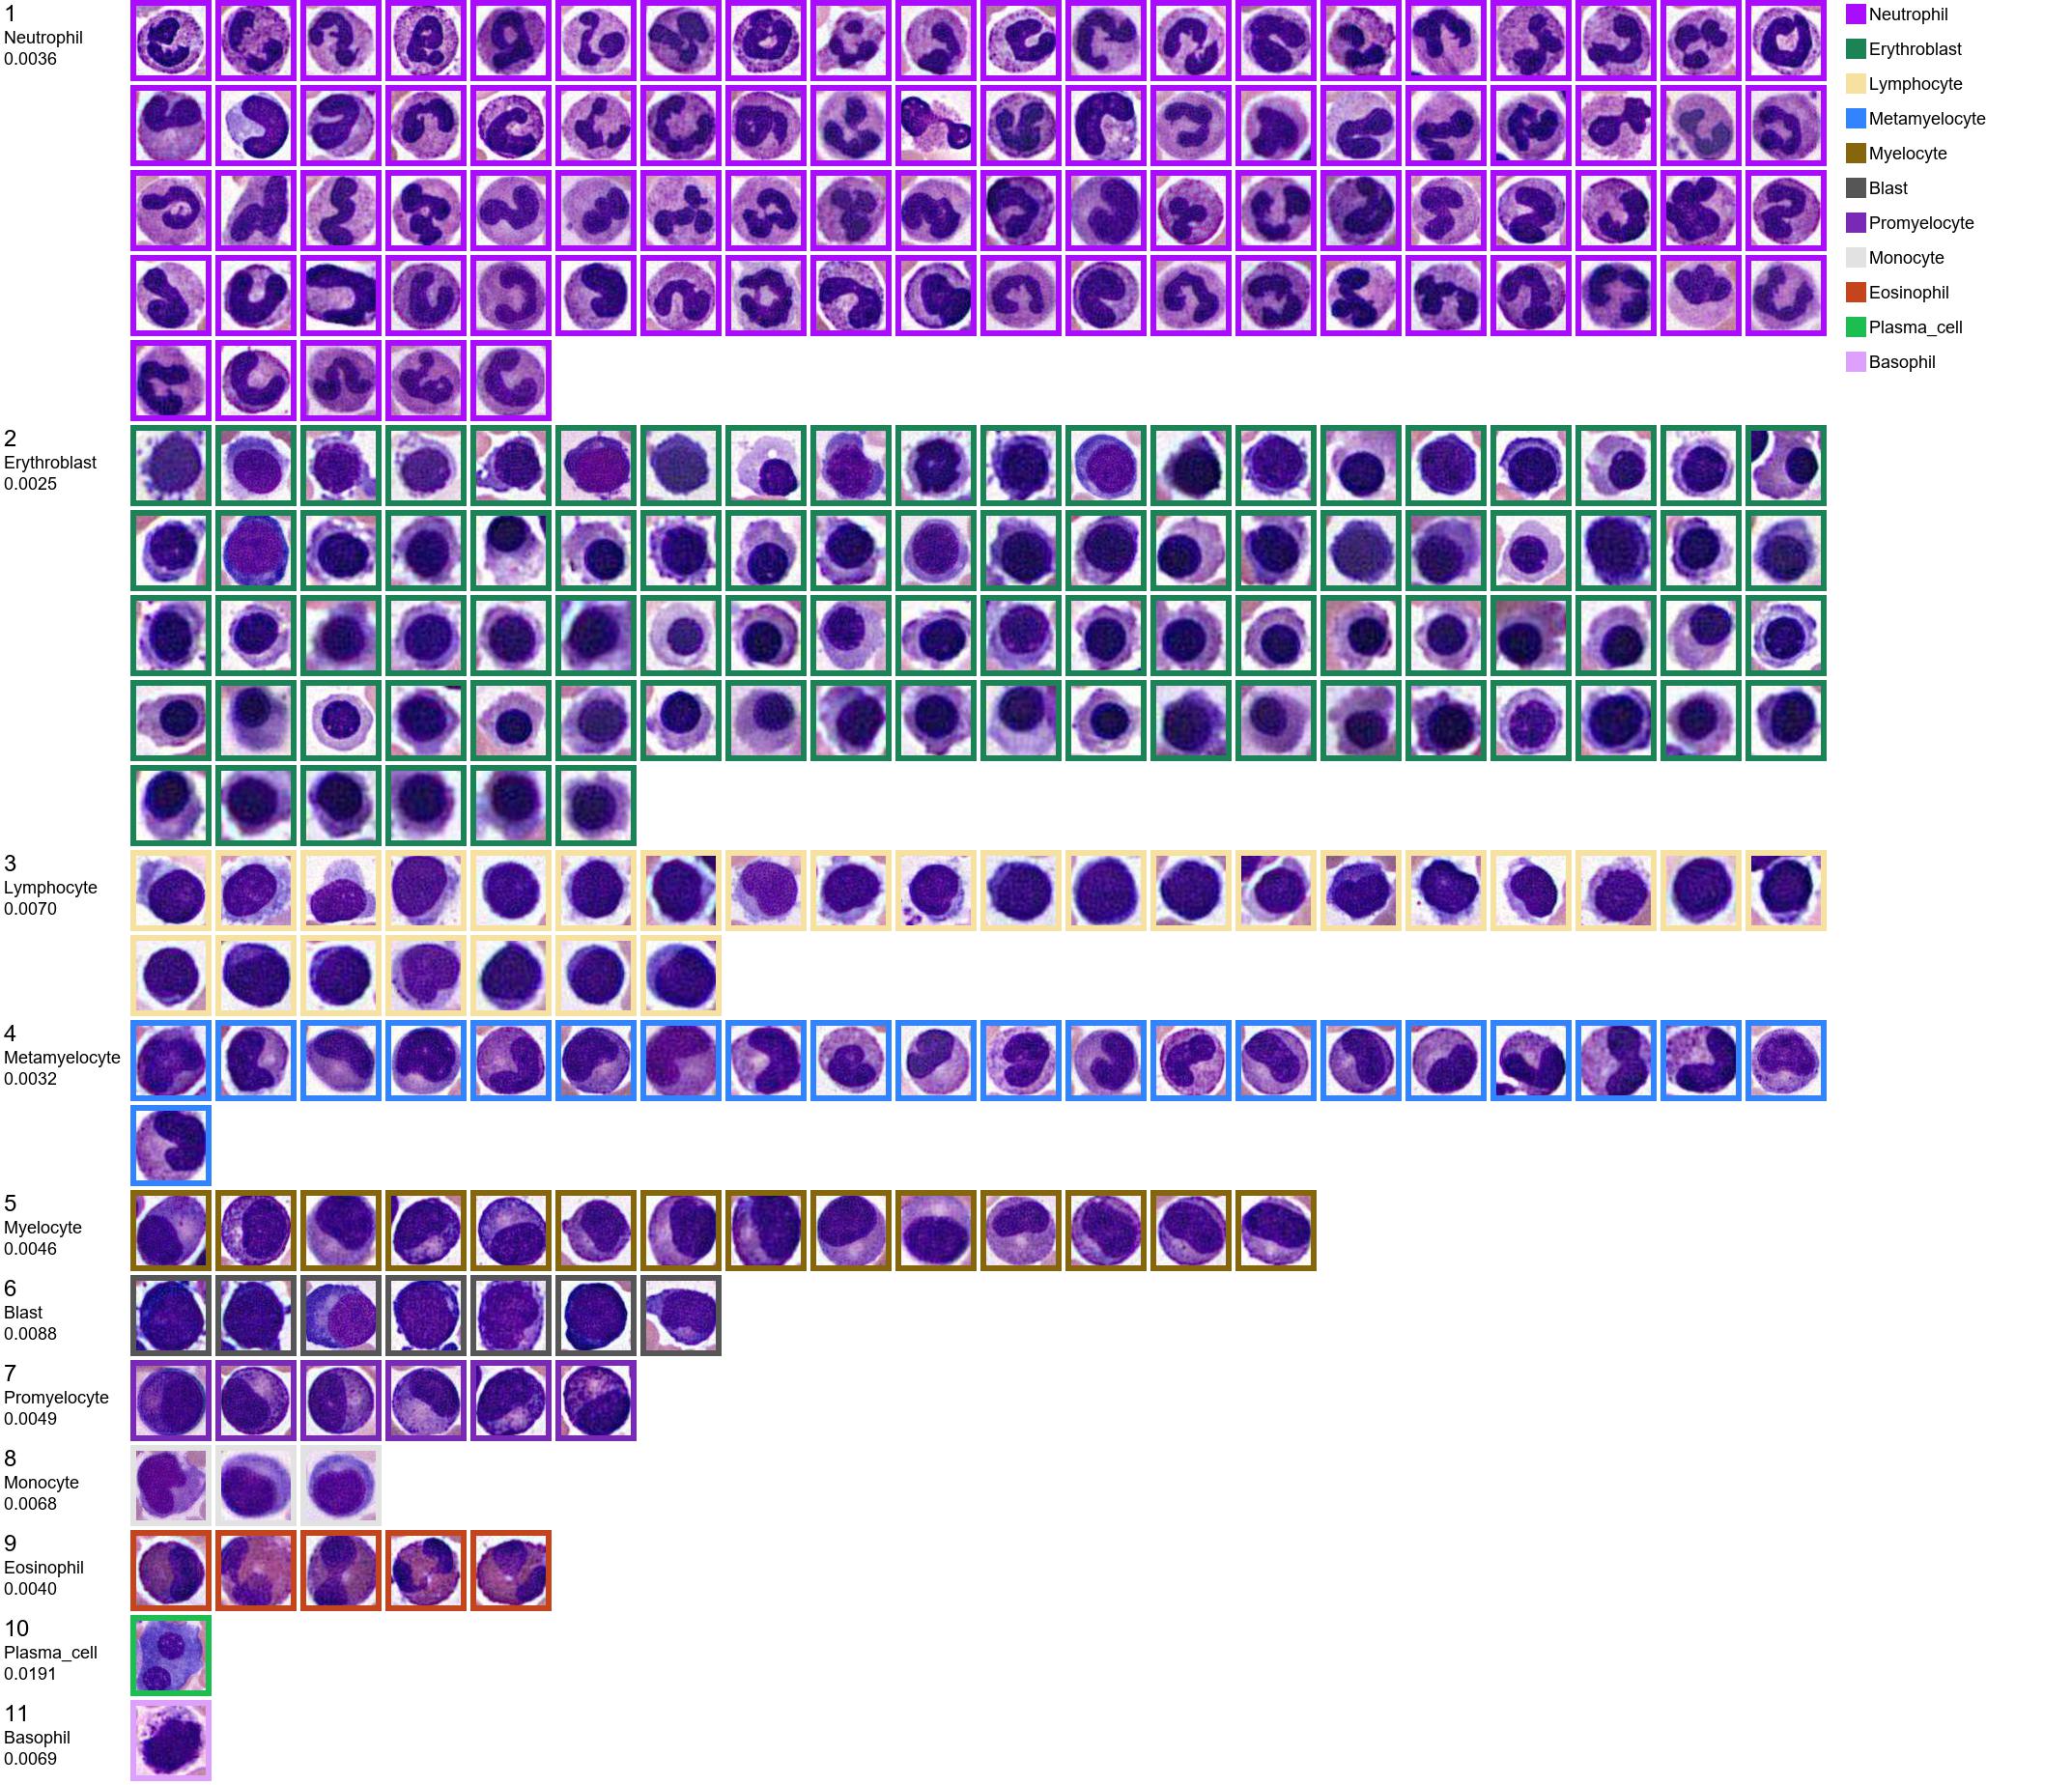 1
Neutrophil
0.0036
2
Erythroblast
0.0025
3
Lymphocyte
0.0070
4
Metamyelocyte
0.0032
5
Myelocyte
0.0046
6
Blast
0.0088
7
Promyelocyte
0.0049
8
Monocyte
0.0068
9
Eosinophil
0.0040
10
Plasma_cell
0.0191
11
Basophil
0.0069
Neutrophil
Erythroblast
Lymphocyte
Metamyelocyte
Myelocyte
Blast
Promyelocyte
Monocyte
Eosinophil
Plasma_cell
Basophil